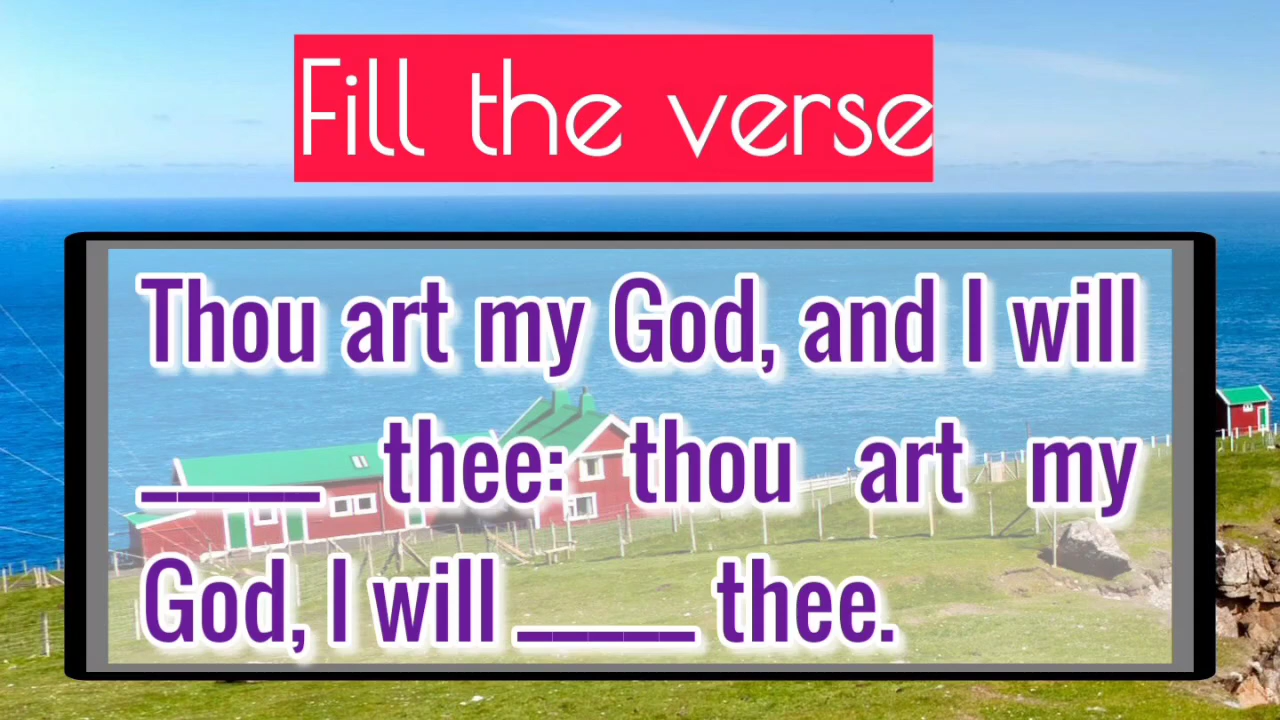 Fill the verse
Thou art my God, and I will
_____ thee: thou art my
God, I will _____ thee.